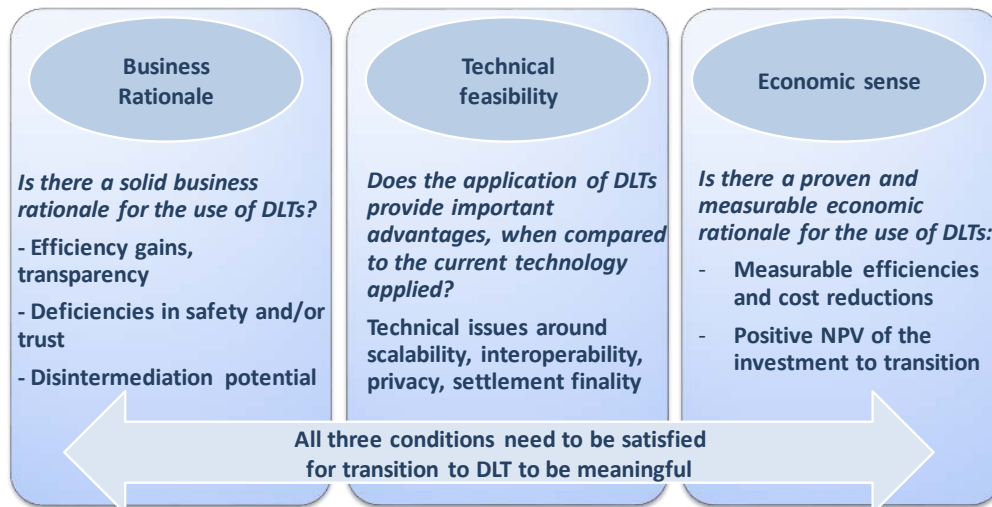 Business
Rationale
Is there a solid business
rationale for the use of DLTs?
- Efficiency gains,
transparency
- Deficiencies in safety and/or
trust
- Disintermediation potential
Technical
feasibility
Does the application of DLTs
provide important
advantages, when compared
to the current technology
applied?
Technical issues around
scalability, interoperability,
privacy, settlement finality
Economic sense
Is there a proven and
measurable economic
rationale for the use of DLTs:
- Measurable efficiencies
and cost reductions
- Positive NPV of the
investment to transition
All three conditions need to be satisfied
for transition to DLT to be meaningful